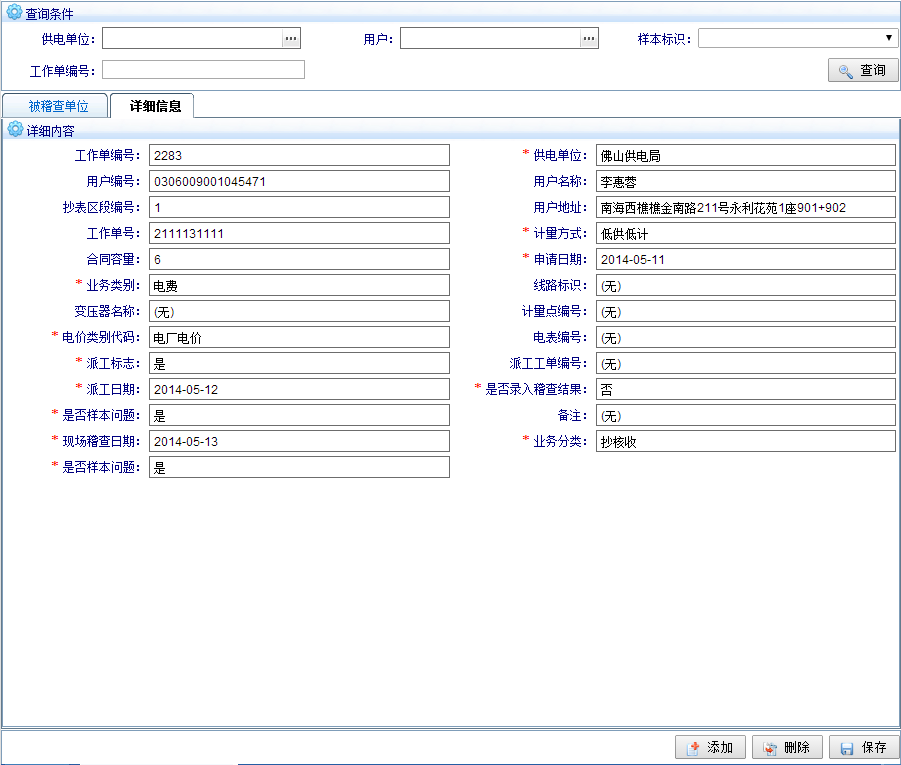 查询条件
供电单位: 用户: 样本标识:
工作单编号: 查询
被稽查单位 详细信息
详细内容
工作单编号: 2283 * 供电单位: 佛山供电局
用户编号: 0306009001045471 用户名称: 李惠蓉
抄表区段编号: 1 用户地址: 南海西樵樵金南路211号永利花苑1座901+902
工作单号: 2111131111 * 计量方式: 低供低计
合同容量: 6 * 申请日期: 2014-05-11
* 业务类别: 电费 线路标识: (无)
变压器名称: (无) 计量点编号: (无)
* 电价类别代码: 电厂电价 电表编号: (无)
* 派工标志: 是 派工工单编号: (无)
* 派工日期: 2014-05-12 * 是否录入稽查结果: 否
* 是否样本问题: 是 备注: (无)
* 现场稽查日期: 2014-05-13 * 业务分类: 抄核收
* 是否样本问题: 是
添加 删除 保存